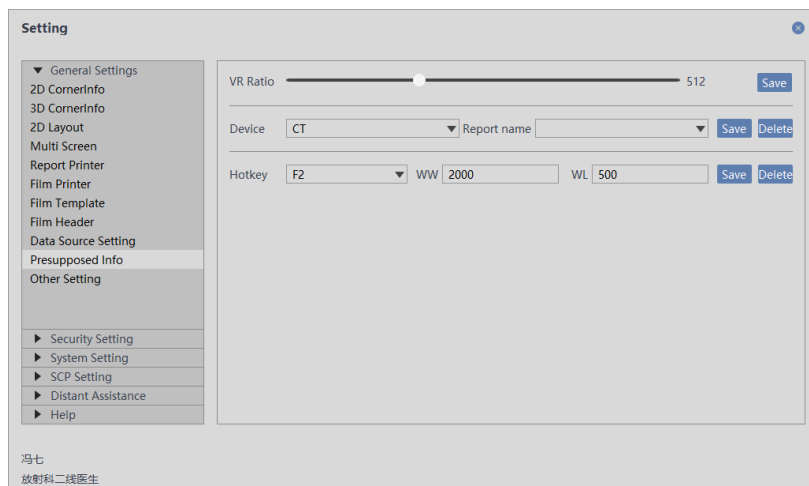 Setting
General Settings
2D CornerInfo
3D CornerInfo
2D Layout
Multi Screen
Report Printer
Film Printer
Film Template
Film Header
Data Source Setting
Presupposed Info
Other Setting
Security Setting
System Setting
SCP Setting
Distant Assistance
Help
VR Ratio 512 Save
Device CT Report name Save Delete
Hotkey F2 WW 2000 WL 500 Save Delete
冯七
放射科二线医生